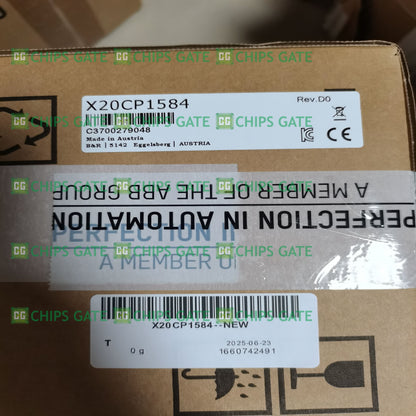 X20CP1584
Rev.D0
C3700279048
Made in Austria
B&R | 5142 Eggelsberg | AUSTRIA
CE
A MEMBER OF THE ABB GROUP
PERFECTION IN AUTOMATION
PERFECTION I
A MEMBER O
X20CP1584--NEW
T
2025-06-23
0 g
1660742491
DG CHIPS GATE